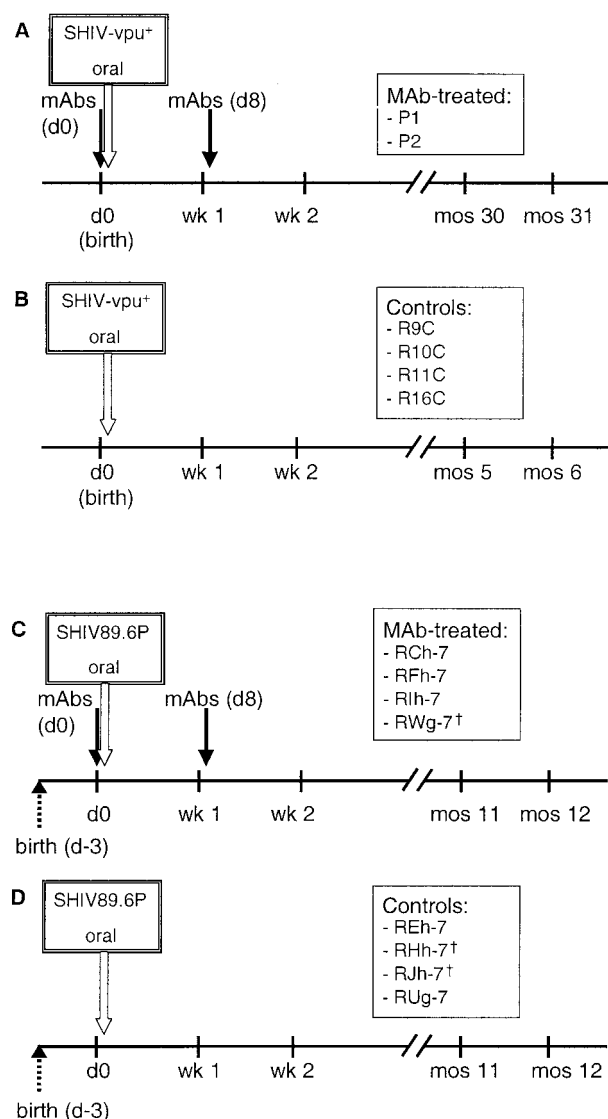 A
SHIV-vpu⁺
oral
mAbs
(d0)
mAbs (d8)
MAb-treated:
- P1
- P2
d0
(birth)
wk 1
wk 2
mos 30
mos 31
B
SHIV-vpu⁺
oral
Controls:
- R9C
- R10C
- R11C
- R16C
d0
(birth)
wk 1
wk 2
mos 5
mos 6
C
SHIV89.6P
oral
mAbs
(d0)
mAbs (d8)
MAb-treated:
- RCh-7
- RFh-7
- RIh-7
- RWg-7†
birth (d-3)
d0
wk 1
wk 2
mos 11
mos 12
D
SHIV89.6P
oral
Controls:
- REh-7
- RHh-7†
- RJh-7†
- RUg-7
birth (d-3)
d0
wk 1
wk 2
mos 11
mos 12